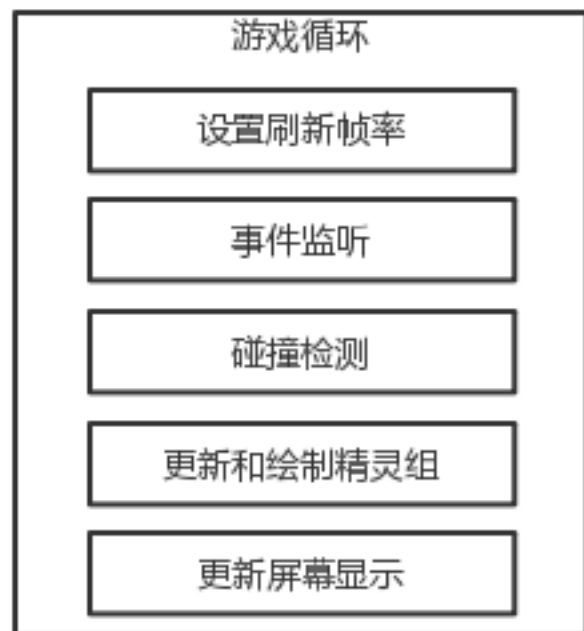 游戏循环
设置刷新帧率
事件监听
碰撞检测
更新和绘制精灵组
更新屏幕显示